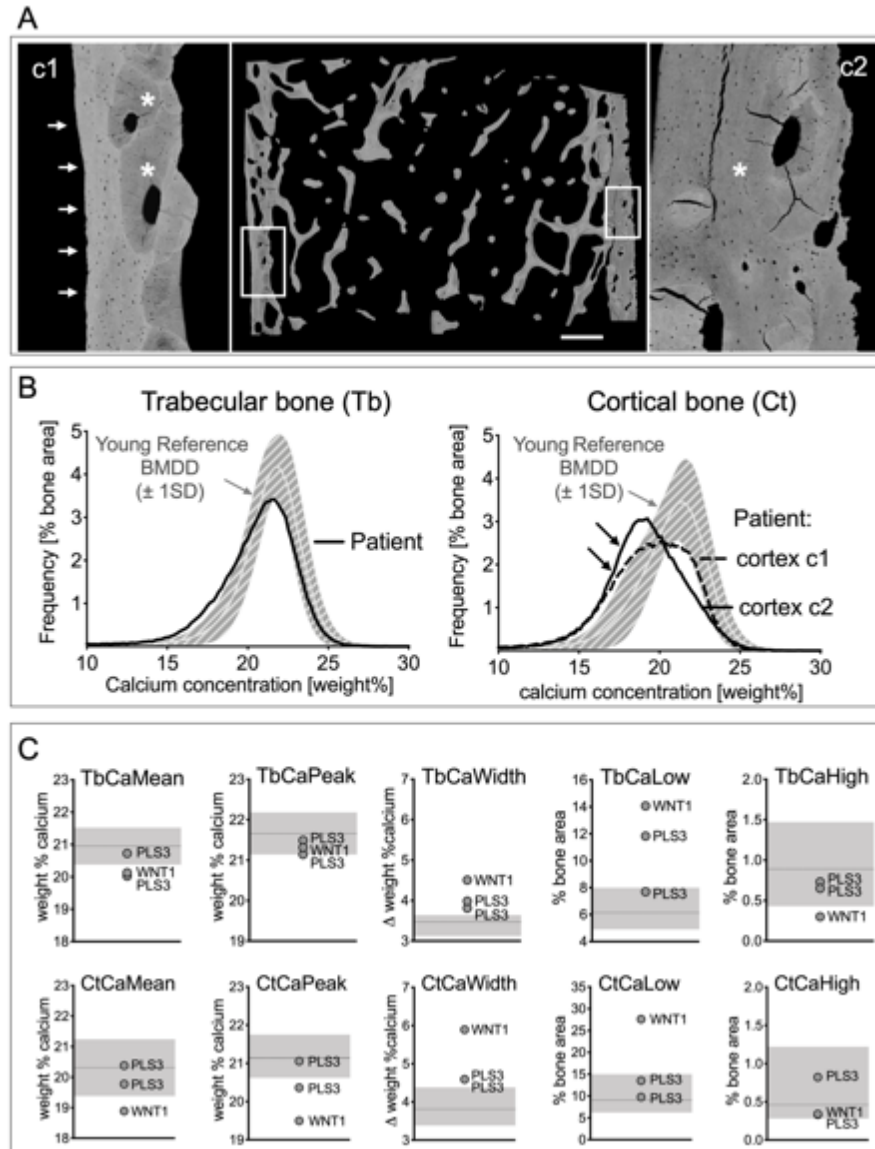 A
c1
*
*
c2
*
B
Trabecular bone (Tb)
Cortical bone (Ct)
Frequency [% bone area]
5
4
3
2
1
Young Reference
BMDD
(± 1SD)
Patient
10 15 20 25 30
Calcium concentration [weight%]
Frequency [% bone area]
5
4
3
2
1
Young Reference
BMDD
(± 1SD)
Patient:
cortex c1
cortex c2
10 15 20 25 30
calcium concentration [weight%]
C
TbCaMean
weight % calcium
23
22
21
20
19
18
PLS3
WNT1
PLS3
TbCaPeak
weight % calcium
23
22
21
20
19
PLS3
WNT1
PLS3
TbCaWidth
Δ weight %calcium
7
6
5
4
3
WNT1
PLS3
PLS3
TbCaLow
% bone area
16
14
12
10
8
6
4
WNT1
PLS3
PLS3
TbCaHigh
% bone area
2.0
1.5
1.0
0.5
0.0
PLS3
PLS3
WNT1
CtCaMean
weight % calcium
23
22
21
20
19
18
PLS3
PLS3
WNT1
CtCaPeak
weight % calcium
23
22
21
20
19
PLS3
PLS3
WNT1
CtCaWidth
Δ weight %calcium
7
6
5
4
3
WNT1
PLS3
PLS3
CtCaLow
% bone area
35
30
25
20
15
10
5
0
WNT1
PLS3
PLS3
CtCaHigh
% bone area
2.0
1.5
1.0
0.5
0.0
PLS3
WNT1
PLS3